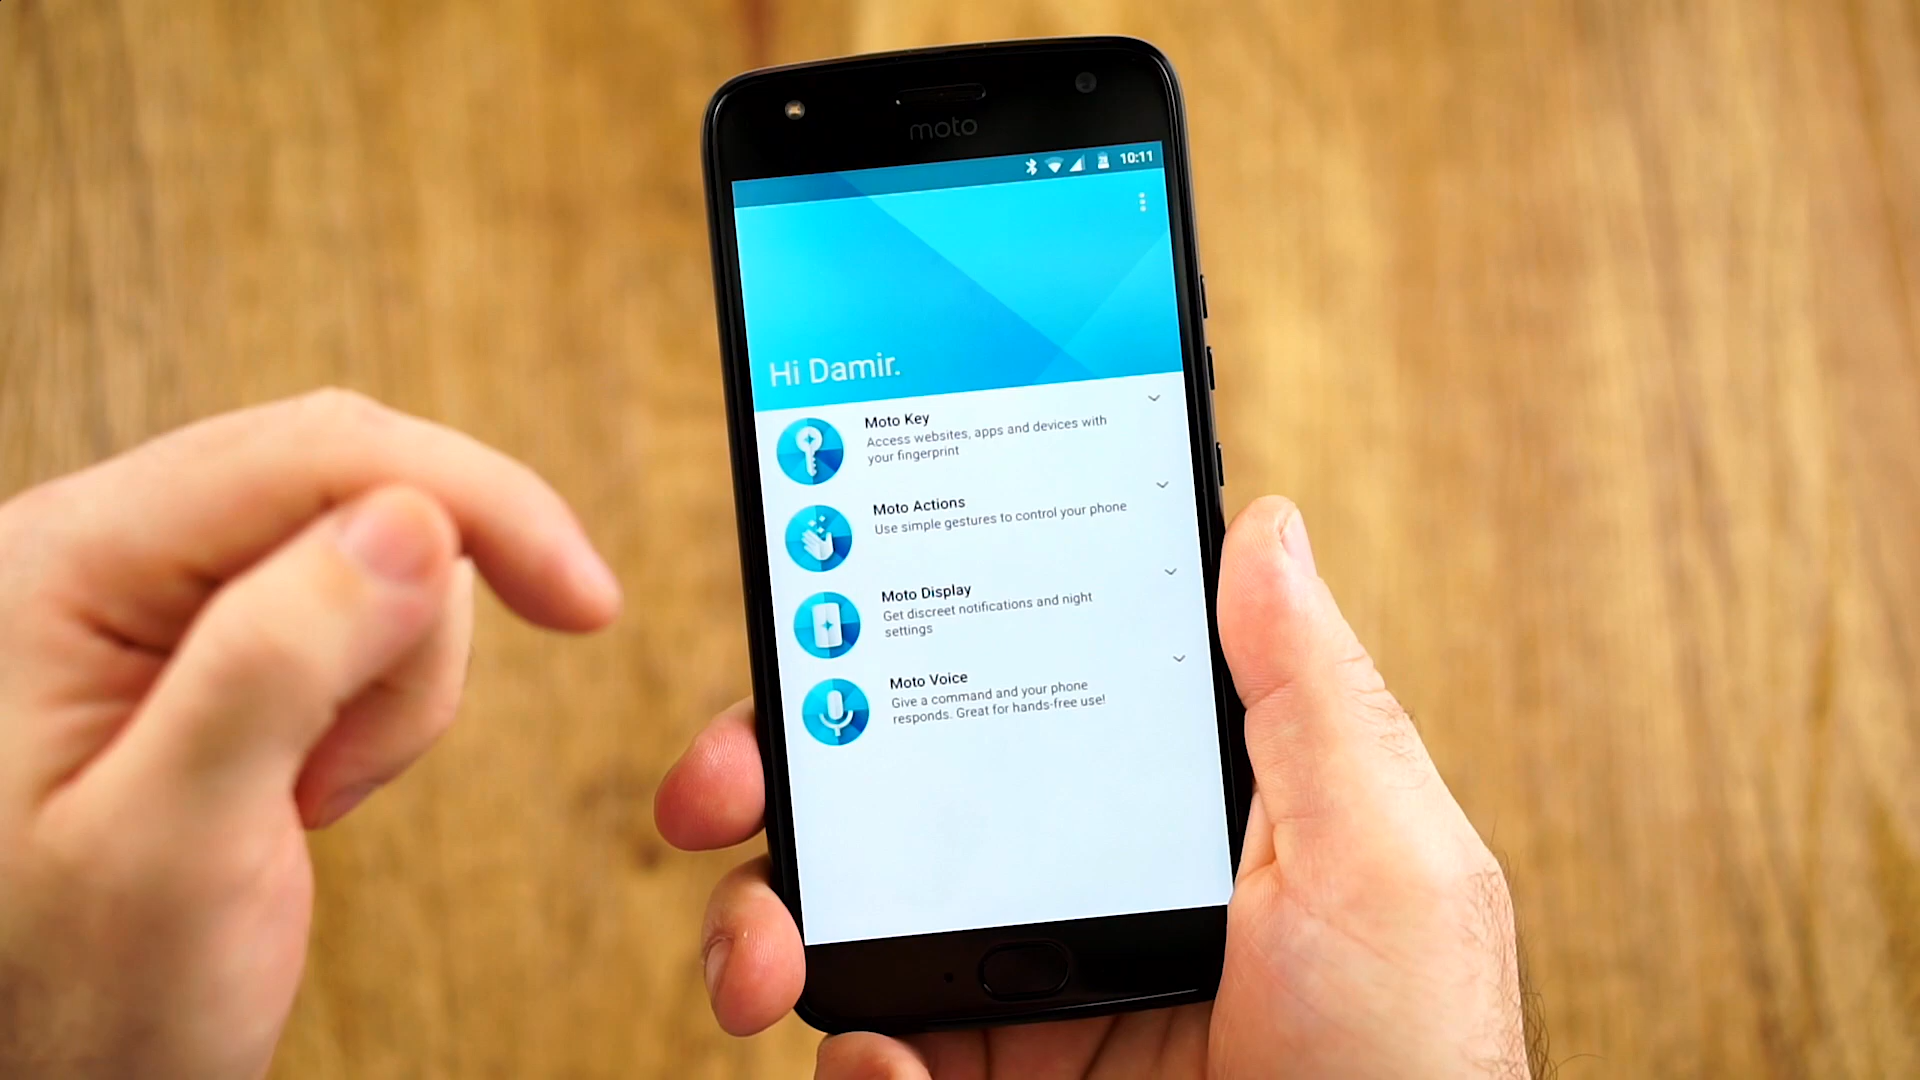 moto
10:11
Hi Damir.
Moto Key
Access websites, apps and devices with
your fingerprint
Moto Actions
Use simple gestures to control your phone
Moto Display
Get discreet notifications and night
settings
Moto Voice
Give a command and your phone
responds. Great for hands-free use!